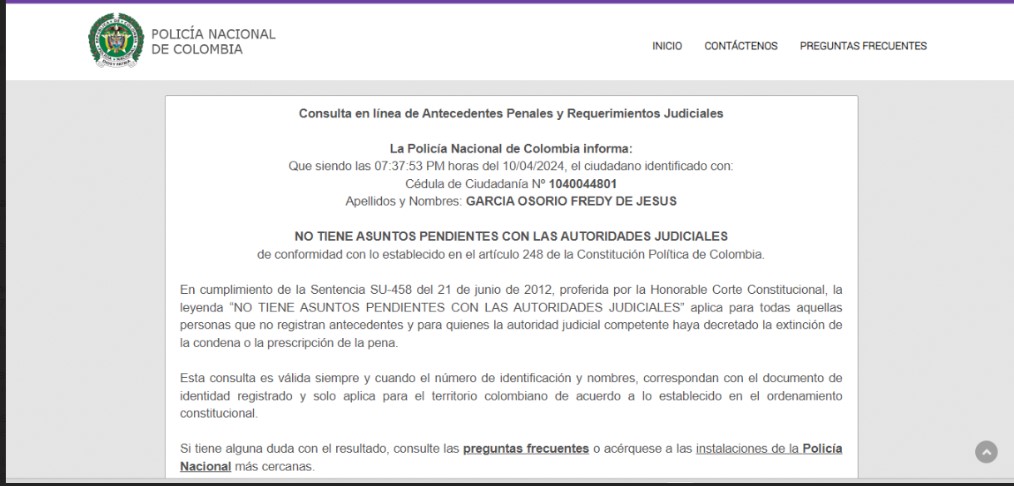 POLICÍA NACIONAL
DE COLOMBIA
INICIO CONTÁCTENOS PREGUNTAS FRECUENTES
Consulta en línea de Antecedentes Penales y Requerimientos Judiciales
La Policía Nacional de Colombia informa:
Que siendo las 07:37:53 PM horas del 10/04/2024, el ciudadano identificado con:
Cédula de Ciudadanía Nº 1040044801
Apellidos y Nombres: GARCIA OSORIO FREDY DE JESUS
NO TIENE ASUNTOS PENDIENTES CON LAS AUTORIDADES JUDICIALES
de conformidad con lo establecido en el artículo 248 de la Constitución Política de Colombia.
En cumplimiento de la Sentencia SU-458 del 21 de junio de 2012, proferida por la Honorable Corte Constitucional, la
leyenda "NO TIENE ASUNTOS PENDIENTES CON LAS AUTORIDADES JUDICIALES" aplica para todas aquellas
personas que no registran antecedentes y para quienes la autoridad judicial competente haya decretado la extinción de
la condena o la prescripción de la pena.
Esta consulta es válida siempre y cuando el número de identificación y nombres, correspondan con el documento de
identidad registrado y solo aplica para el territorio colombiano de acuerdo a lo establecido en el ordenamiento
constitucional.
Si tiene alguna duda con el resultado, consulte las preguntas frecuentes o acérquese a las instalaciones de la Policía
Nacional más cercanas.